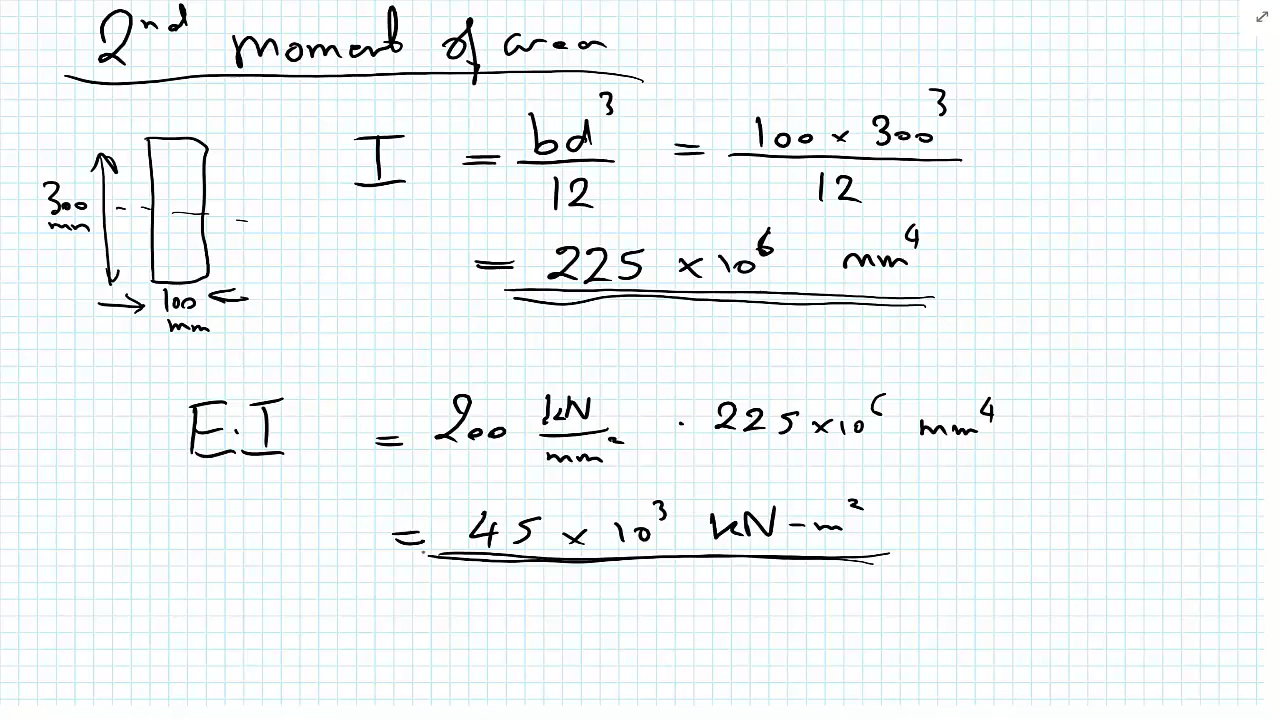 2nd moment of area
300 mm
100 mm
I = bd³/12 = 100 × 300³/12
= 225 × 10⁶ mm⁴
E.I = 200 kN/mm² · 225 × 10⁶ mm⁴
= 45 × 10³ kN-m²